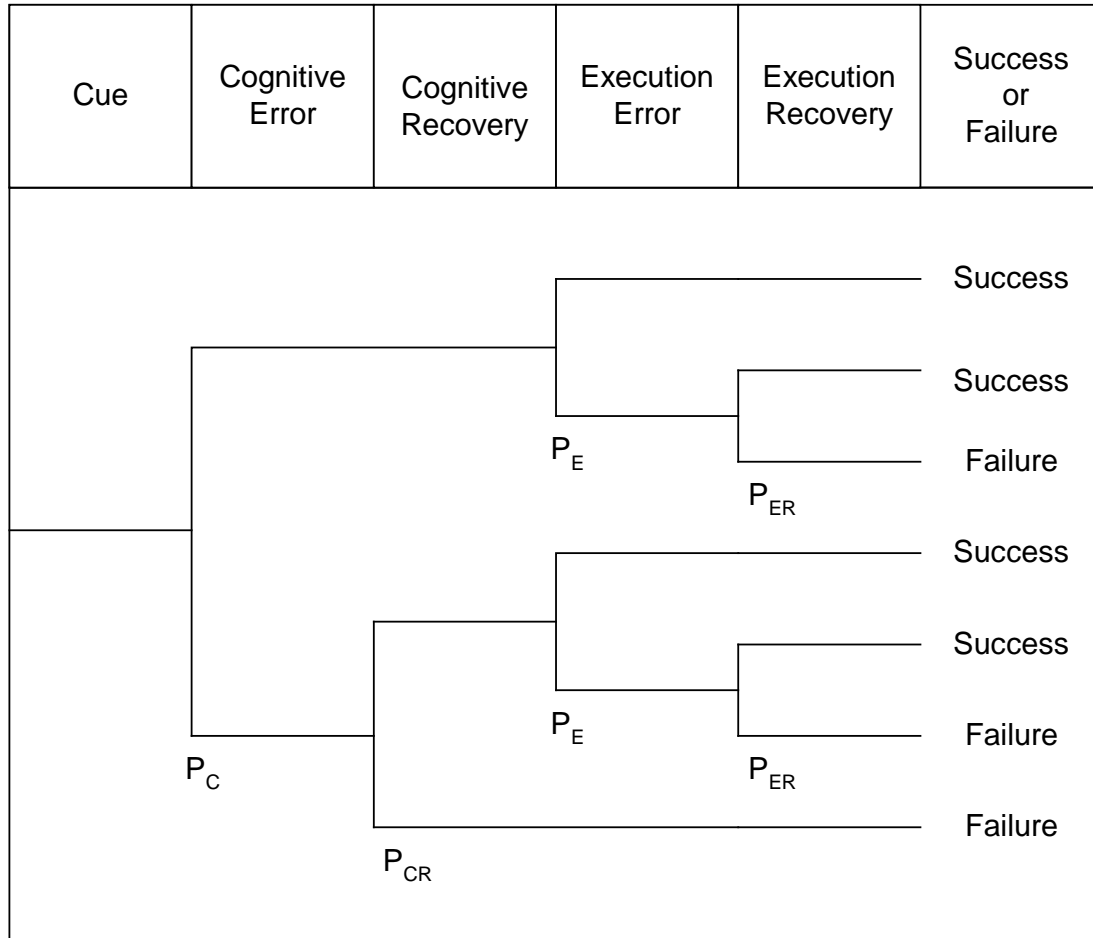 Cue
Cognitive
Error
Cognitive
Recovery
Execution
Error
Execution
Recovery
Success
or
Failure
Success
Success
P_E
Failure
P_ER
Success
Success
P_E
Failure
P_C
P_ER
Failure
P_CR